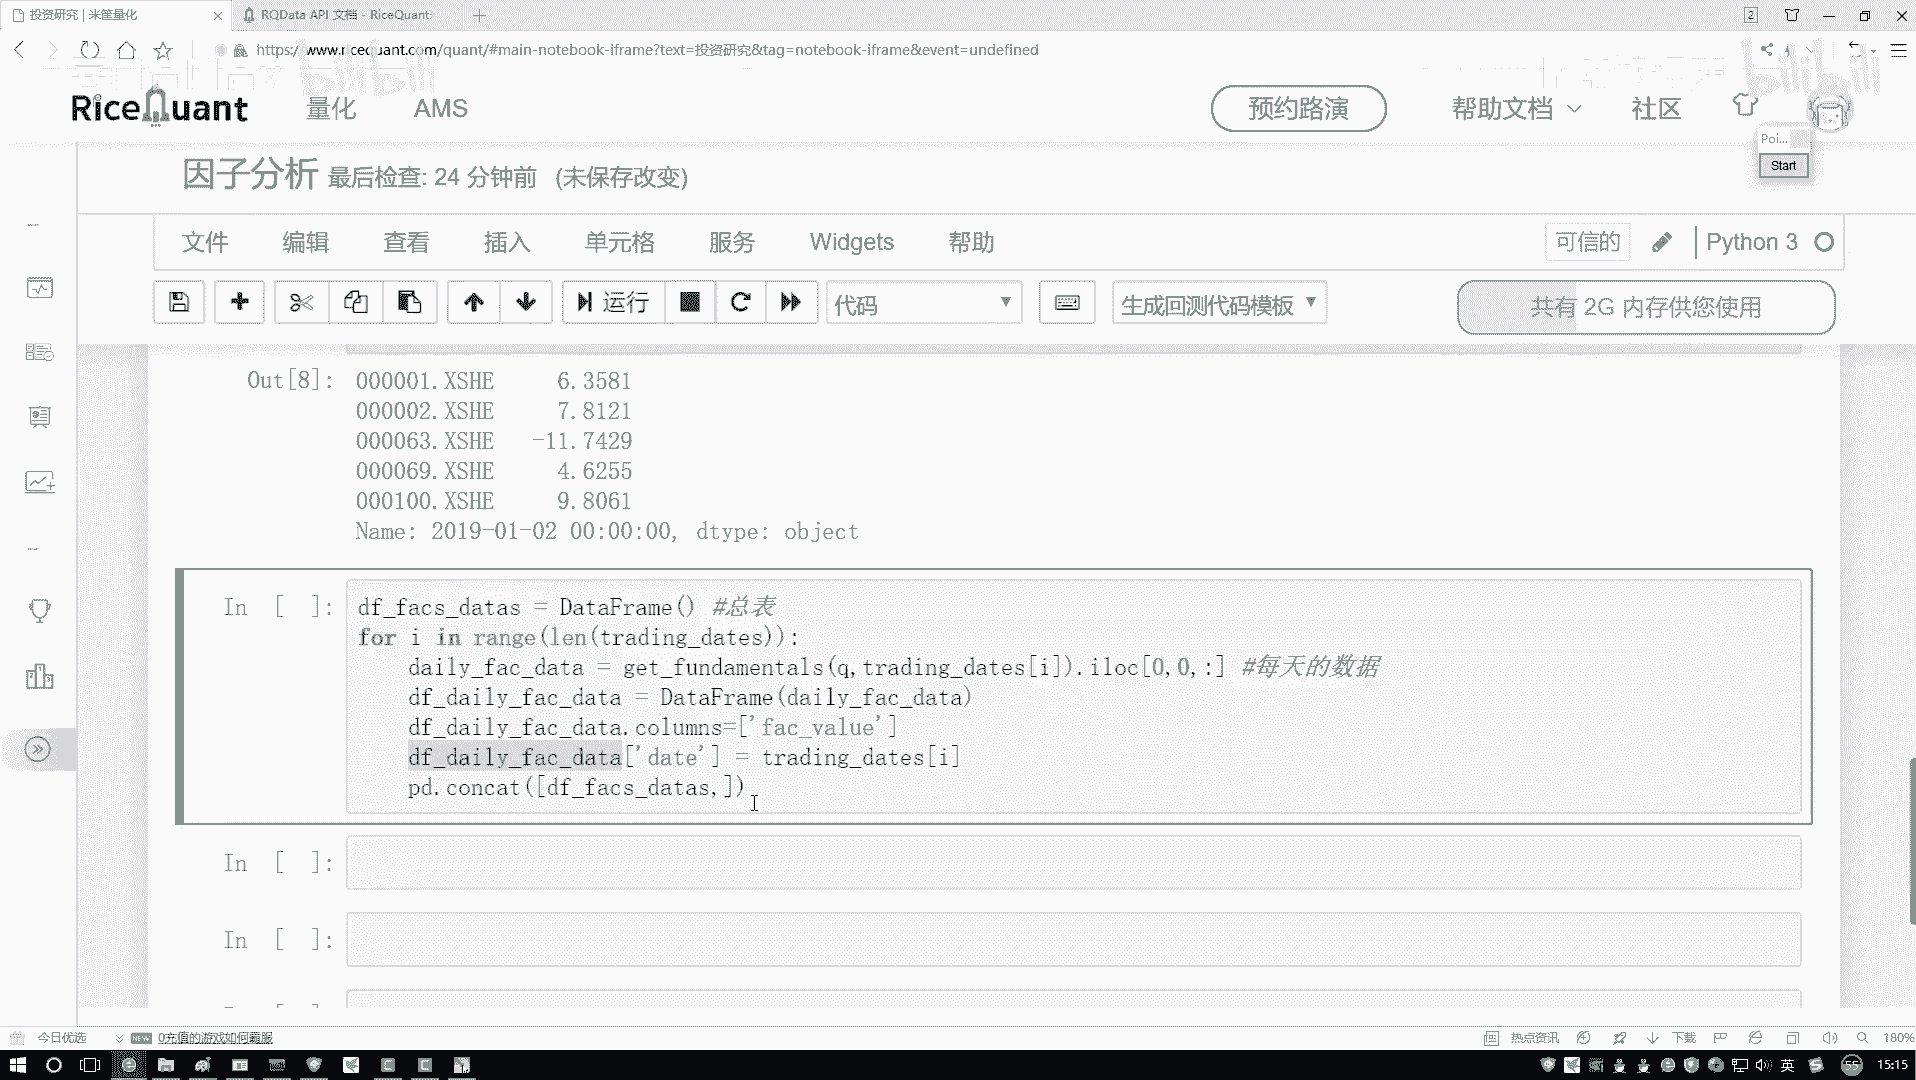 投资研究 | 米筐量化
RQData API 文档 - RiceQuant
2
https://www.ricequant.com/quant/#main-notebook-iframe?text=投资研究&tag=notebook-iframe&event=undefined
bilibili
bilibili
RiceQuant
量化
AMS
预约路演
帮助文档
社区
Poi...
Start
因子分析 最后检查: 24 分钟前 (未保存改变)
文件 编辑 查看 插入 单元格 服务 Widgets 帮助
可信的
Python 3
运行
代码
生成回测代码模板
共有 2G 内存供您使用
Out[8]: 000001.XSHE 6.3581
000002.XSHE 7.8121
000063.XSHE -11.7429
000069.XSHE 4.6255
000100.XSHE 9.8061
Name: 2019-01-02 00:00:00, dtype: object
In [ ]: df_facs_datas = DataFrame() #总表
for i in range(len(trading_dates)):
daily_fac_data = get_fundamentals(q,trading_dates[i]).iloc[0,0,:] #每天的数据
df_daily_fac_data = DataFrame(daily_fac_data)
df_daily_fac_data.columns=['fac_value']
df_daily_fac_data['date'] = trading_dates[i]
pd.concat([df_facs_datas,])
In [ ]:
In [ ]:
今日优选
NEW
0充值的游戏如何霸服
热点资讯
下载
180%
英
55
15:15